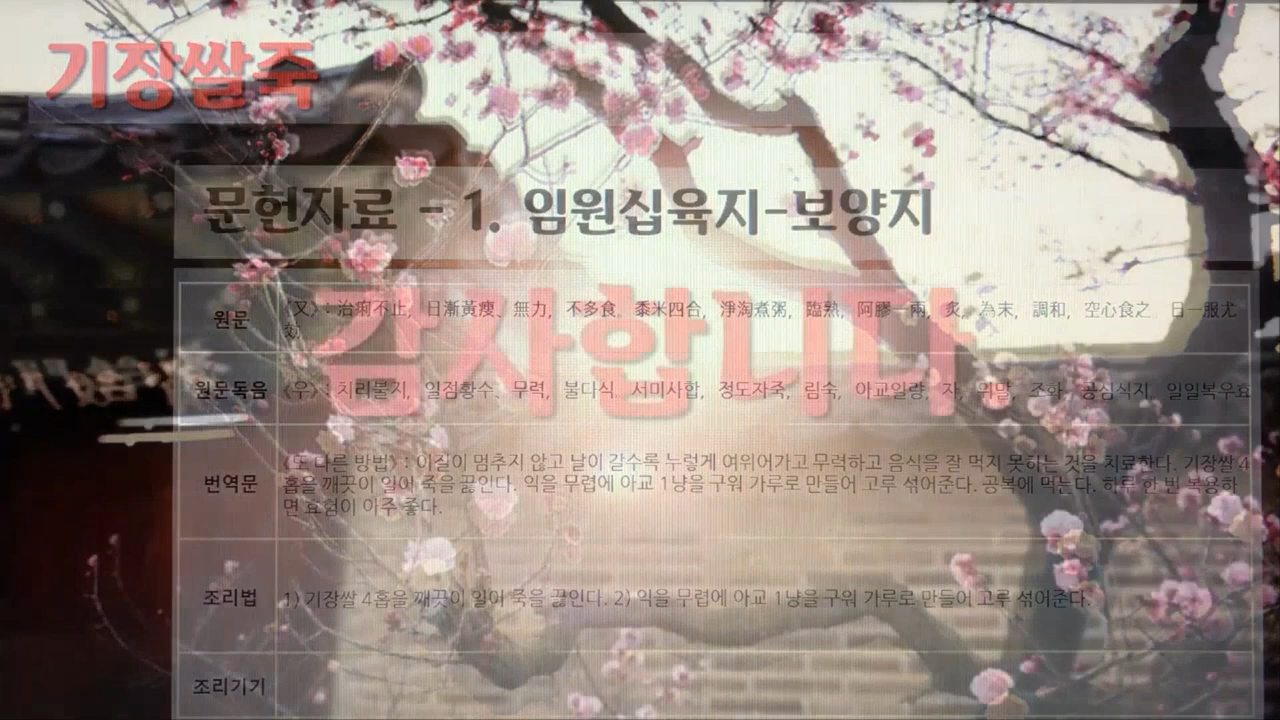 기장쌀죽
문헌자료 - 1. 임원십육지-보양지
감사합니다
원문
《又》: 治痢不止, 日漸黃瘦、無力, 不多食, 黍米四合, 淨淘煮粥, 臨熟, 阿膠一兩, 炙, 為末, 調和, 空心食之, 日一服尤
効
원문독음
《우》: 치리불지, 일점황수、무력, 불다식, 서미사합, 정도자죽, 림숙, 아교일량, 자, 위말, 조화, 공심식지, 일일복우효
번역문
《또 다른 방법》: 이질이 멈추지 않고 날이 갈수록 누렇게 여위어가고 무력하고 음식을 잘 먹지 못하는 것을 치료한다. 기장쌀 4
홉을 깨끗이 일어 죽을 끓인다. 익을 무렵에 아교 1냥을 구워 가루로 만들어 고루 섞어준다. 공복에 먹는다. 하루 한 번 복용하
면 효험이 아주 좋다.
조리법
1) 기장쌀 4홉을 깨끗이 일어 죽을 끓인다. 2) 익을 무렵에 아교 1냥을 구워 가루로 만들어 고루 섞어준다.
조리기기